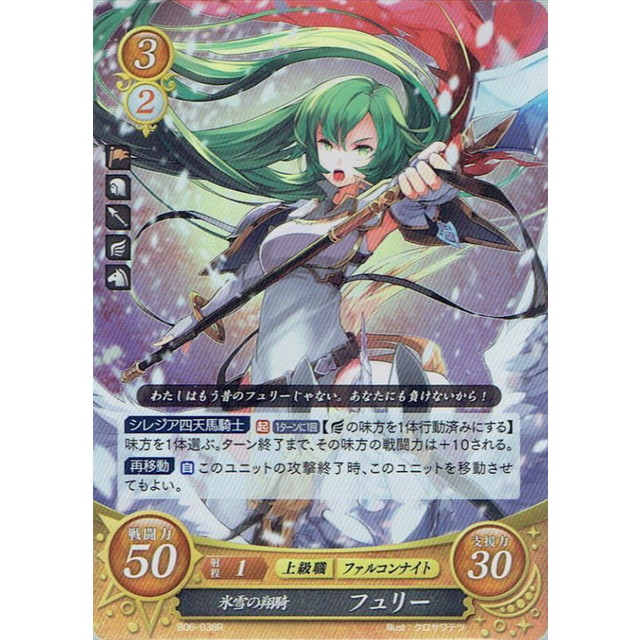 3
2
わたしはもう昔のフュリーじゃない。あなたにも負けないから！
シレジア四天馬騎士 起 1ターンに1回【の味方を1体行動済みにする】
味方を1体選ぶ。ターン終了まで、その味方の戦闘力は＋10される。
再移動 自 このユニットの攻撃終了時、このユニットを移動させ
てもよい。
戦闘力
50
射程 1 上級職 ファルコンナイト
支援力
30
氷雪の翔騎 フュリー
B06-038R Illust：クロサワテツ